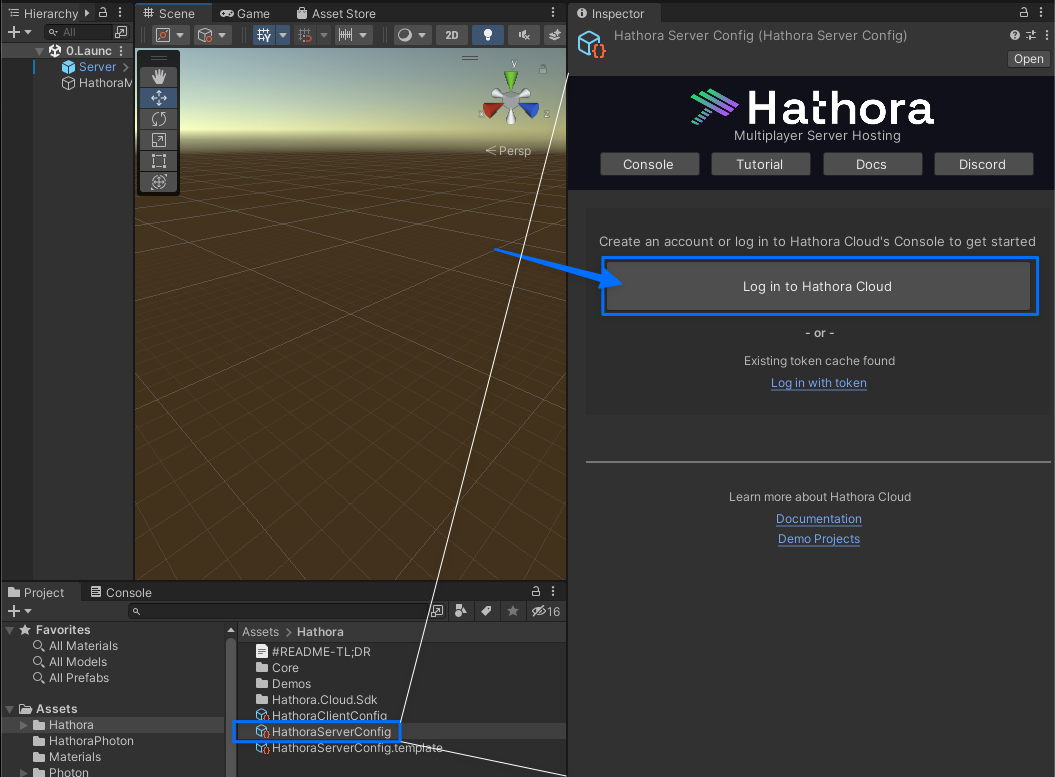 Hierarchy
All
0.Launc
Server
HathoraM
Scene
Game
Asset Store
2D
y
x
z
Persp
Inspector
Hathora Server Config (Hathora Server Config)
Open
Hathora
Multiplayer Server Hosting
Console
Tutorial
Docs
Discord
Create an account or log in to Hathora Cloud's Console to get started
Log in to Hathora Cloud
- or -
Existing token cache found
Log in with token
Learn more about Hathora Cloud
Documentation
Demo Projects
Project
Console
16
Favorites
All Materials
All Models
All Prefabs
Assets
Hathora
HathoraPhoton
Materials
Photon
Assets > Hathora
#README-TL;DR
Core
Demos
Hathora.Cloud.Sdk
HathoraClientConfig
HathoraServerConfig
HathoraServerConfig.template